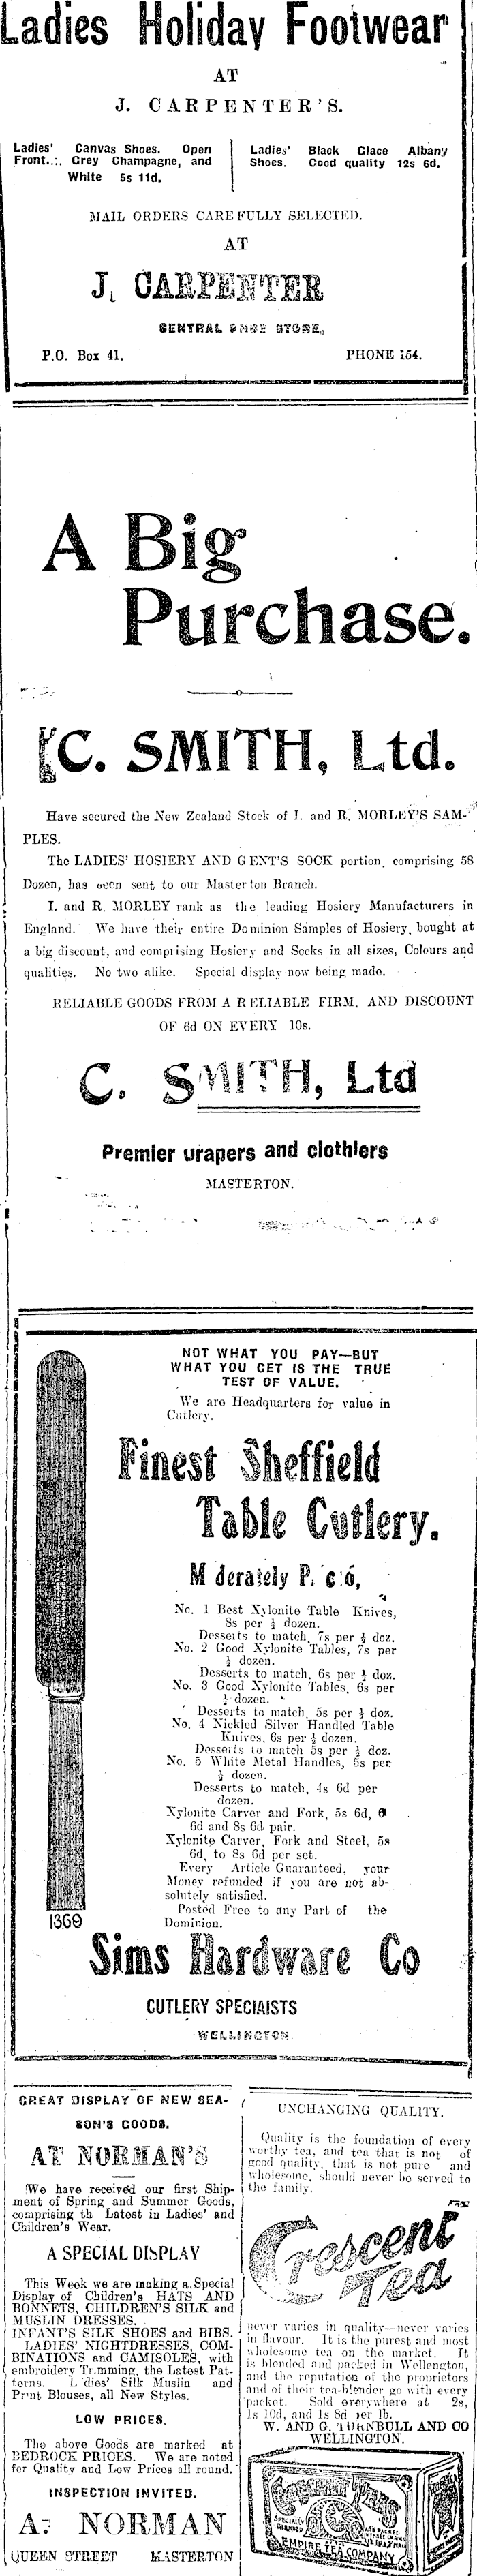 Ladies Holiday Footwear
AT
J. CARPENTER'S.
Ladies' Canvas Shoes. Open
Front.:. Grey Champagne, and
White 5s 11d.
Ladies' Black Glace Albany
Shoes. Good quality 12s 6d.
MAIL ORDERS CAREFULLY SELECTED.
AT
J. CARPENTER
CENTRAL SHOE STORE,
P.O. Box 41.
PHONE 154.
A Big
Purchase.
C. SMITH, Ltd.
Have secured the New Zealand Stock of I. and R. MORLEY'S SAM-
PLES.
The LADIES' HOSIERY AND GENT'S SOCK portion, comprising 58
Dozen, has been sent to our Masterton Branch.
I. and R. MORLEY rank as the leading Hosiery Manufacturers in
England. We have their entire Dominion Samples of Hosiery, bought at
a big discount, and comprising Hosiery and Socks in all sizes, Colours and
qualities. No two alike. Special display now being made.
RELIABLE GOODS FROM A RELIABLE FIRM. AND DISCOUNT
OF 6d ON EVERY 10s.
C. SMITH, Ltd
Premier urapers and clothiers
MASTERTON.
NOT WHAT YOU PAY—BUT
WHAT YOU GET IS THE TRUE
TEST OF VALUE.
We are Headquarters for value in
Cutlery.
Finest Sheffield
Table Cutlery.
M derately P. c d,
No. 1 Best Xylonite Table Knives,
8s per ½ dozen.
Desserts to match, 7s per ½ doz.
No. 2 Good Xylonite Tables, 7s per
½ dozen.
Desserts to match, 6s per ½ doz.
No. 3 Good Xylonite Tables, 6s per
½ dozen.
Desserts to match, 5s per ½ doz.
No. 4 Nickled Silver Handled Table
Knives, 6s per ½ dozen.
Desserts to match 5s per ½ doz.
No. 5 White Metal Handles, 5s per
½ dozen.
Desserts to match, 4s 6d per
dozen.
Xylonite Carver and Fork, 5s 6d, 6
6d and 8s 6d pair.
Xylonite Carver, Fork and Steel, 5s
6d, to 8s 6d per set.
Every Article Guaranteed, your
Money refunded if you are not ab-
solutely satisfied.
Posted Free to any Part of the
Dominion.
1369
Sims Hardware Co
CUTLERY SPECIAISTS
WELLINGTON
GREAT DISPLAY OF NEW SEA-
SON'S GOODS.
AT NORMAN'S
We have received our first Ship-
ment of Spring and Summer Goods,
comprising th Latest in Ladies' and
Children's Wear.
A SPECIAL DISPLAY
This Week we are making a Special
Display of Children's HATS AND
BONNETS, CHILDREN'S SILK and
MUSLIN DRESSES.
INFANT'S SILK SHOES and BIBS.
LADIES' NIGHTDRESSES, COM-
BINATIONS and CAMISOLES, with
embroidery Trimming, the Latest Pat-
terns. L dies' Silk Muslin and
Print Blouses, all New Styles.
LOW PRICES.
The above Goods are marked at
BEDROCK PRICES. We are noted
for Quality and Low Prices all round.
INSPECTION INVITED.
A. NORMAN
QUEEN STREET MASTERTON
UNCHANGING QUALITY.
Quality is the foundation of every
worthy tea, and tea that is not of
good quality, that is not pure and
wholesome, should never be served to
the family.
Crescent
Tea
never varies in quality—never varies
in flavour. It is the purest and most
wholesome tea on the market. It
is blended and packed in Wellington,
and the reputation of the proprietors
and of their tea-blender go with every
packet. Sold everywhere at 2s,
1s 10d, and 1s 8d per lb.
W. AND G. TURNBULL AND CO
WELLINGTON.
EMPIRE TEA COMPANY